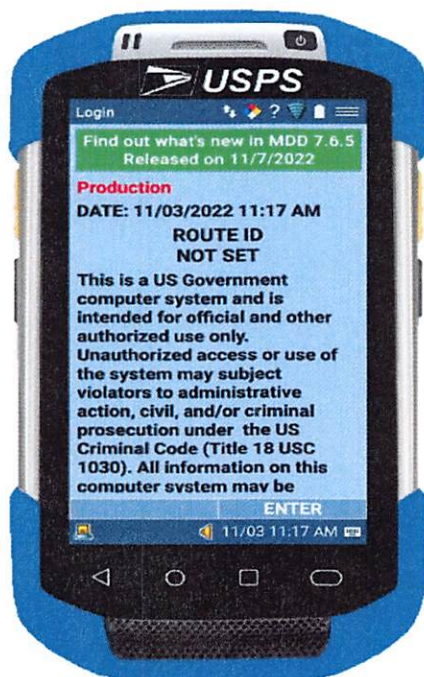 USPS
Login
?
Find out what's new in MDD 7.6.5
Released on 11/7/2022
Production
DATE: 11/03/2022 11:17 AM
ROUTE ID
NOT SET
This is a US Government
computer system and is
intended for official and other
authorized use only.
Unauthorized access or use of
the system may subject
violators to administrative
action, civil, and/or criminal
prosecution under the US
Criminal Code (Title 18 USC
1030). All information on this
computer system may be
ENTER
11/03 11:17 AM